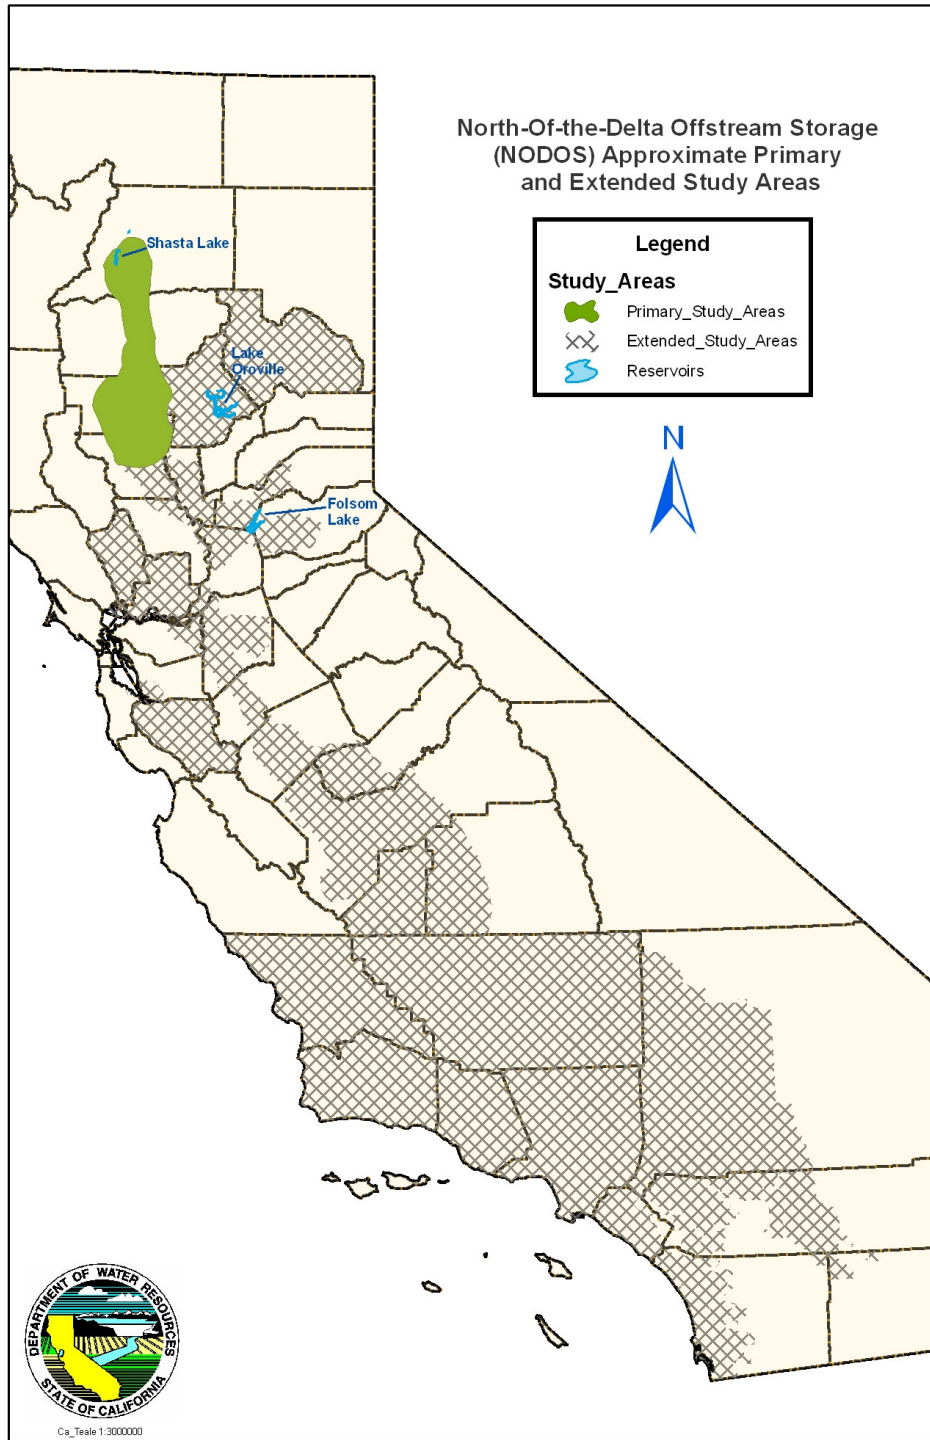 North-Of-the-Delta Offstream Storage
(NODOS) Approximate Primary
and Extended Study Areas
Legend
Study_Areas
Primary_Study_Areas
Extended_Study_Areas
Reservoirs
N
Shasta Lake
Lake
Oroville
Folsom
Lake
DEPARTMENT OF WATER RESOURCES
STATE OF CALIFORNIA
Ca_Teale 1:3000000